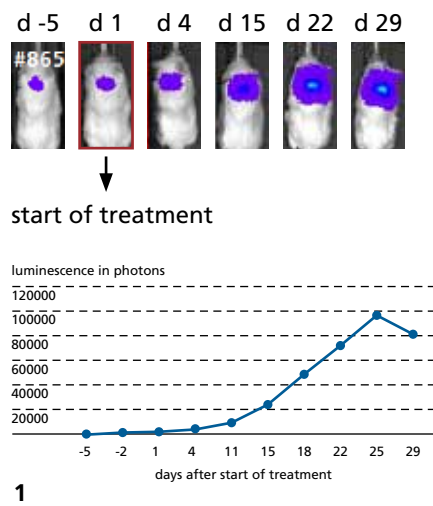 d -5 d 1 d 4 d 15 d 22 d 29
#865
start of treatment
luminescence in photons
120000
100000
80000
60000
40000
20000
-5 -2 1 4 11 15 18 22 25 29
days after start of treatment
1